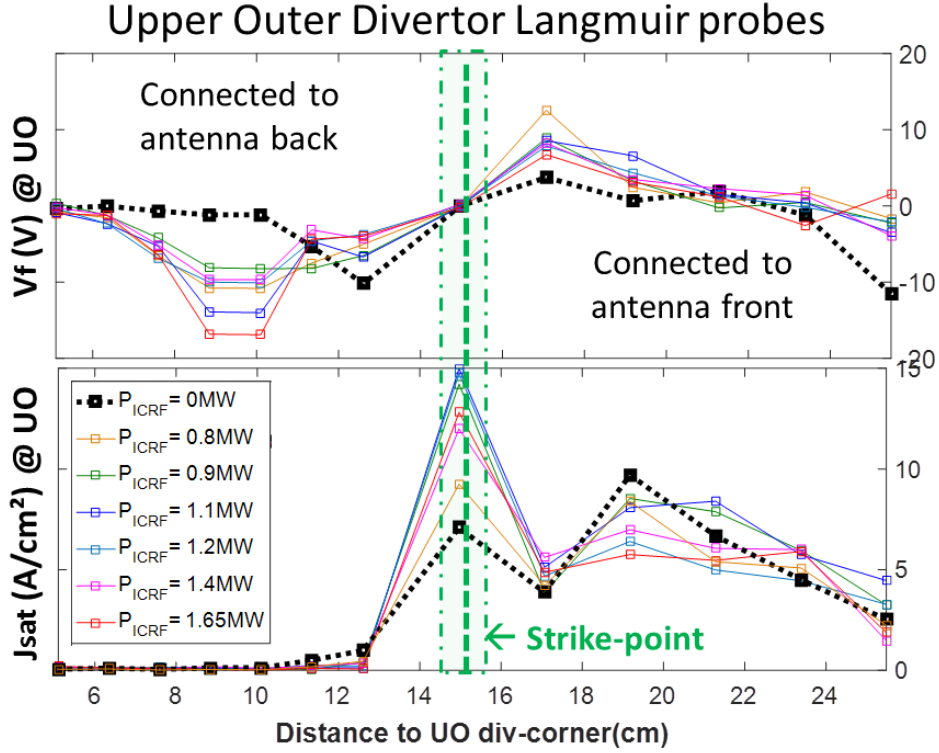 Upper Outer Divertor Langmuir probes
Connected to
antenna back
Connected to
antenna front
Vf (V) @ UO
20
10
0
-10
-20
Jsat (A/cm²) @ UO
15
10
5
0
P_ICRF= 0MW
P_ICRF= 0.8MW
P_ICRF= 0.9MW
P_ICRF= 1.1MW
P_ICRF= 1.2MW
P_ICRF= 1.4MW
P_ICRF= 1.65MW
← Strike-point
6 8 10 12 14 16 18 20 22 24
Distance to UO div-corner(cm)